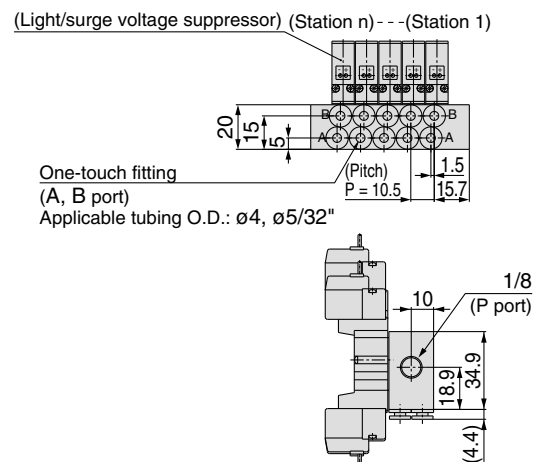 (Light/surge voltage suppressor) (Station n)---(Station 1)
B B
20
15
5
A A
One-touch fitting
(A, B port)
Applicable tubing O.D.: ø4, ø5/32"
(Pitch)
P = 10.5
1.5
15.7
1/8
(P port)
10
18.9
34.9
(4.4)